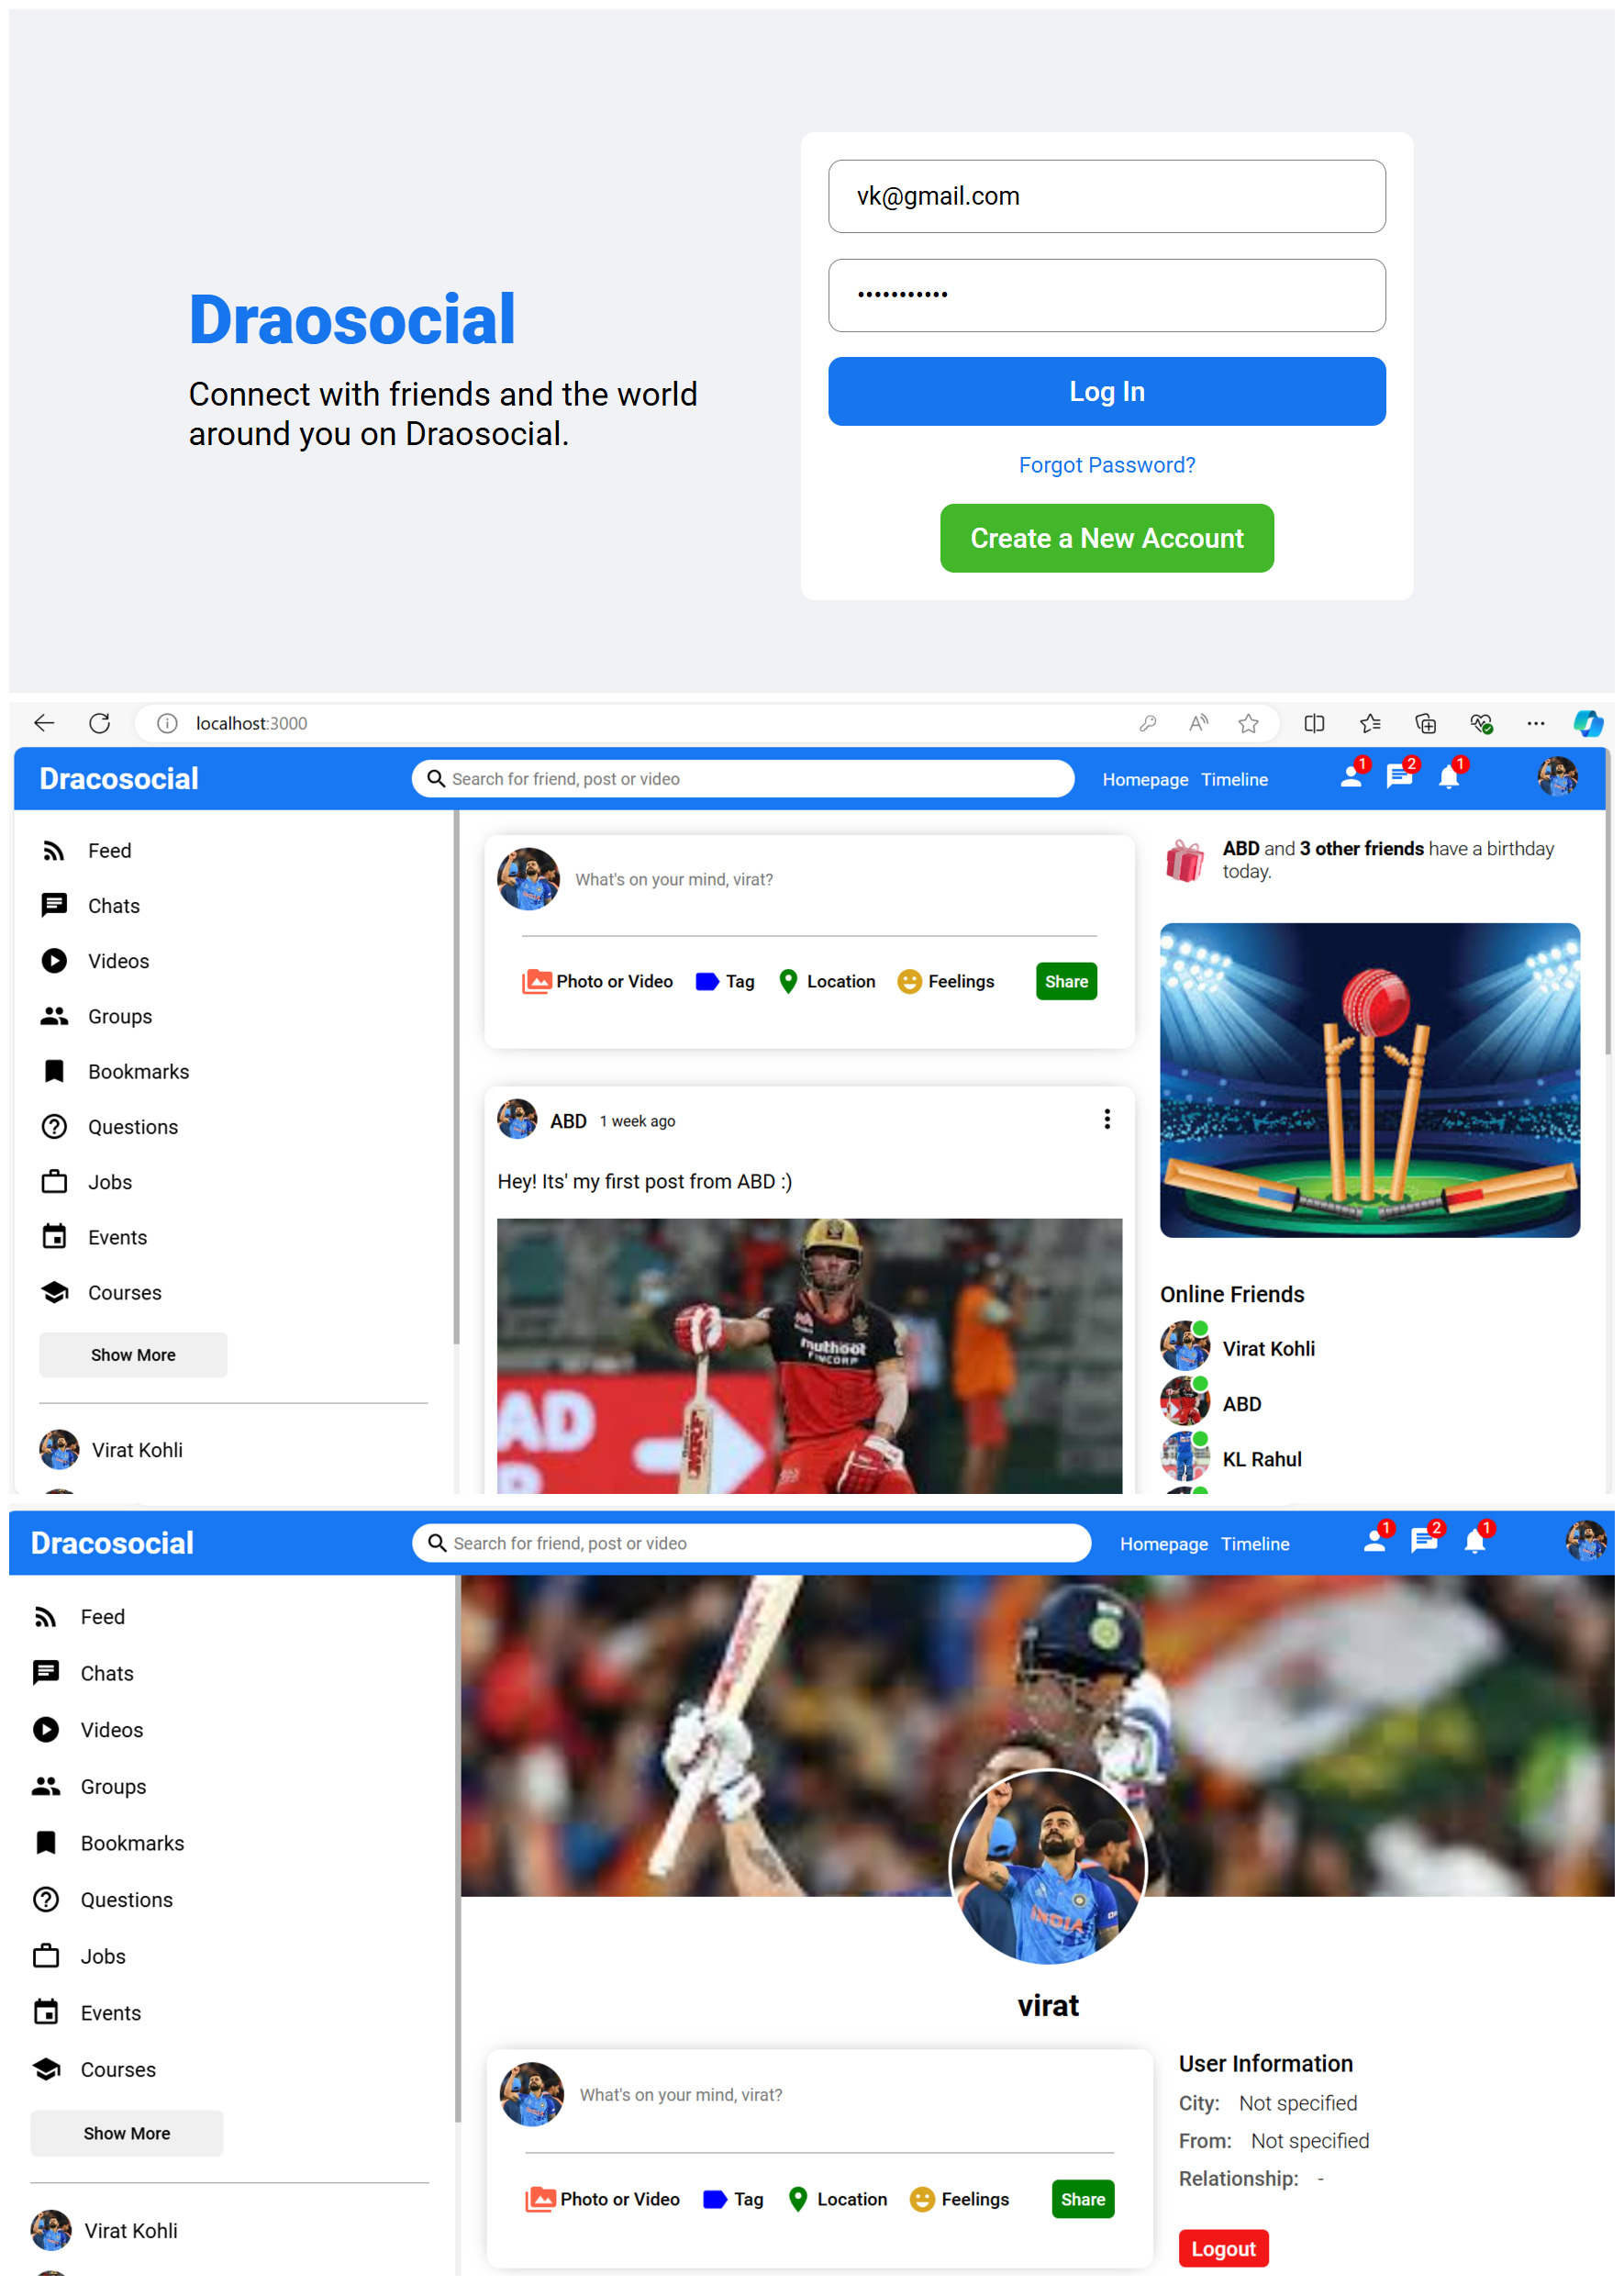 vk@gmail.com
•••••••••••
Draosocial
Connect with friends and the world
around you on Draosocial.
Log In
Forgot Password?
Create a New Account
localhost:3000
Dracosocial
Search for friend, post or video
Homepage Timeline
1
2
1
Feed
Chats
Videos
Groups
Bookmarks
Questions
Jobs
Events
Courses
Show More
Virat Kohli
What's on your mind, virat?
Photo or Video
Tag
Location
Feelings
Share
ABD 1 week ago
Hey! Its' my first post from ABD :)
muthoot
FINCORP
AD
ABD and 3 other friends have a birthday
today.
Online Friends
Virat Kohli
ABD
KL Rahul
Dracosocial
Search for friend, post or video
Homepage Timeline
1
2
1
Feed
Chats
Videos
Groups
Bookmarks
Questions
Jobs
Events
Courses
Show More
Virat Kohli
INDIA
virat
What's on your mind, virat?
Photo or Video
Tag
Location
Feelings
Share
User Information
City: Not specified
From: Not specified
Relationship: -
Logout